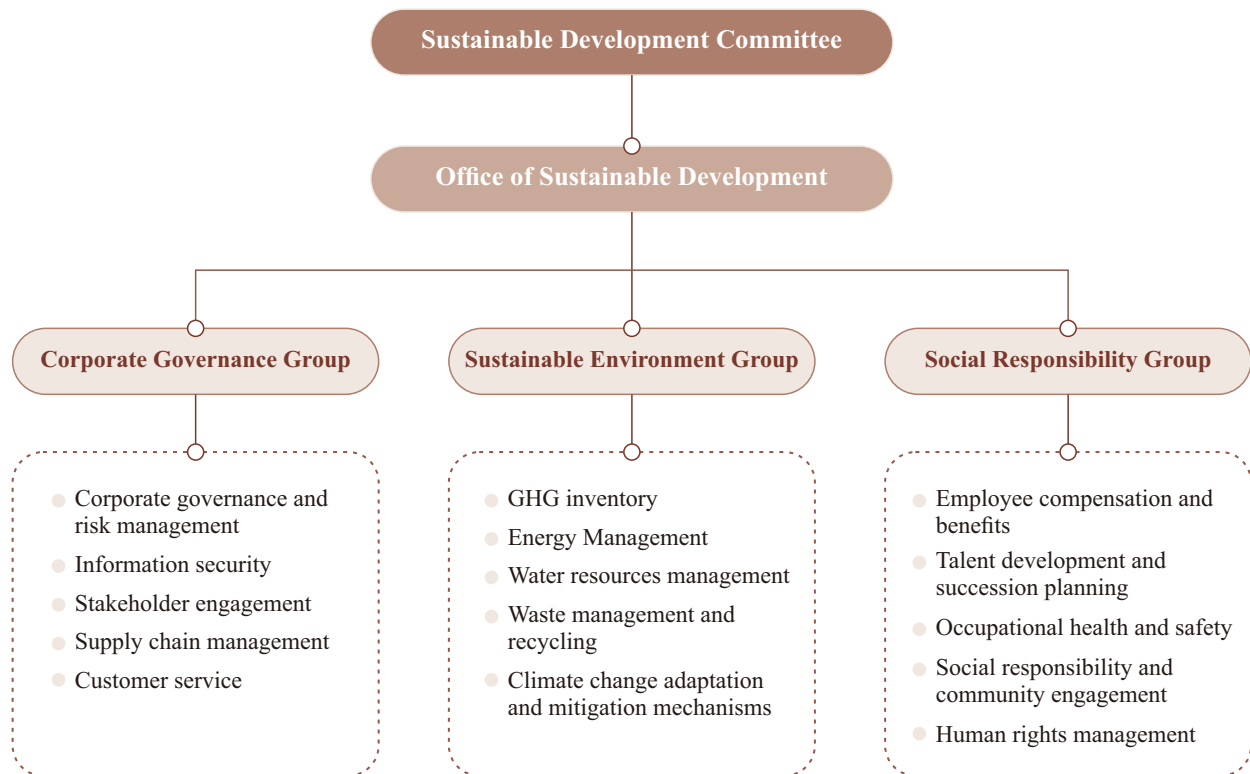 Sustainable Development Committee
Office of Sustainable Development
Corporate Governance Group
Corporate governance and
risk management
Information security
Stakeholder engagement
Supply chain management
Customer service
Sustainable Environment Group
GHG inventory
Energy Management
Water resources management
Waste management and
recycling
Climate change adaptation
and mitigation mechanisms
Social Responsibility Group
Employee compensation and
benefits
Talent development and
succession planning
Occupational health and safety
Social responsibility and
community engagement
Human rights management